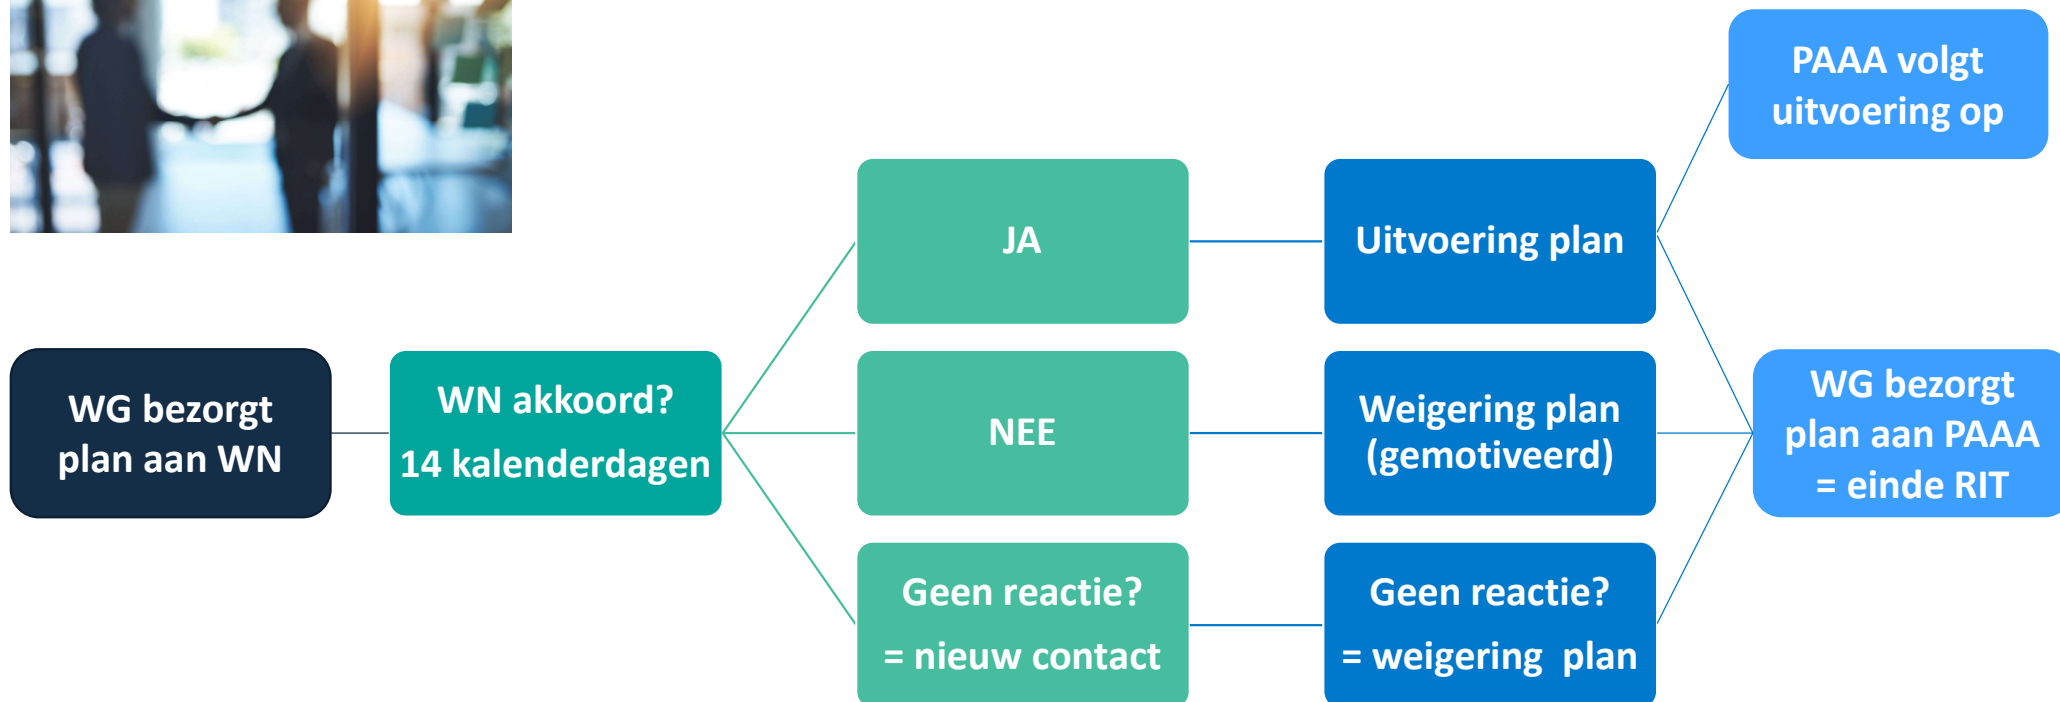 WG bezorgt
plan aan WN
WN akkoord?
14 kalenderdagen
JA
Uitvoering plan
PAAA volgt
uitvoering op
NEE
Weigering plan
(gemotiveerd)
WG bezorgt
plan aan PAAA
= einde RIT
Geen reactie?
= nieuw contact
Geen reactie?
= weigering  plan